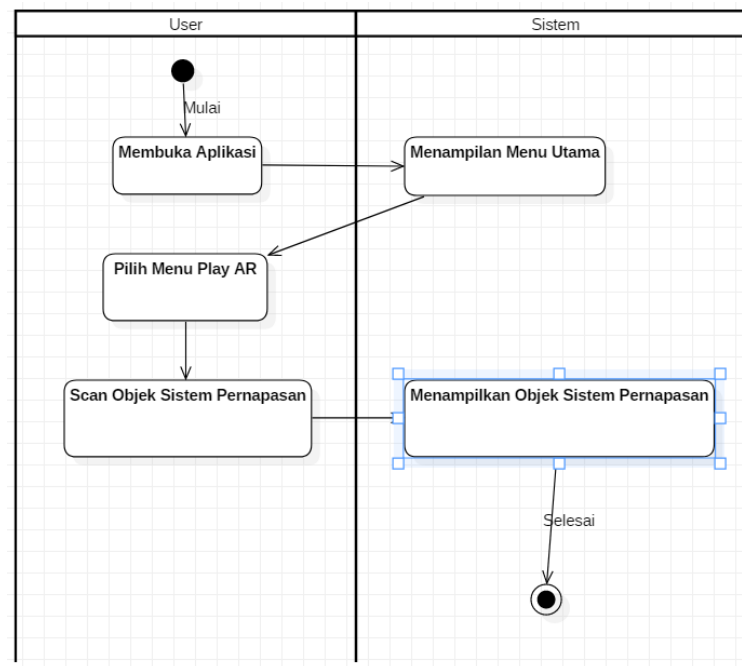 User
Sistem
Mulai
Membuka Aplikasi
Menampilan Menu Utama
Pilih Menu Play AR
Scan Objek Sistem Pernapasan
Menampilkan Objek Sistem Pernapasan
Selesai